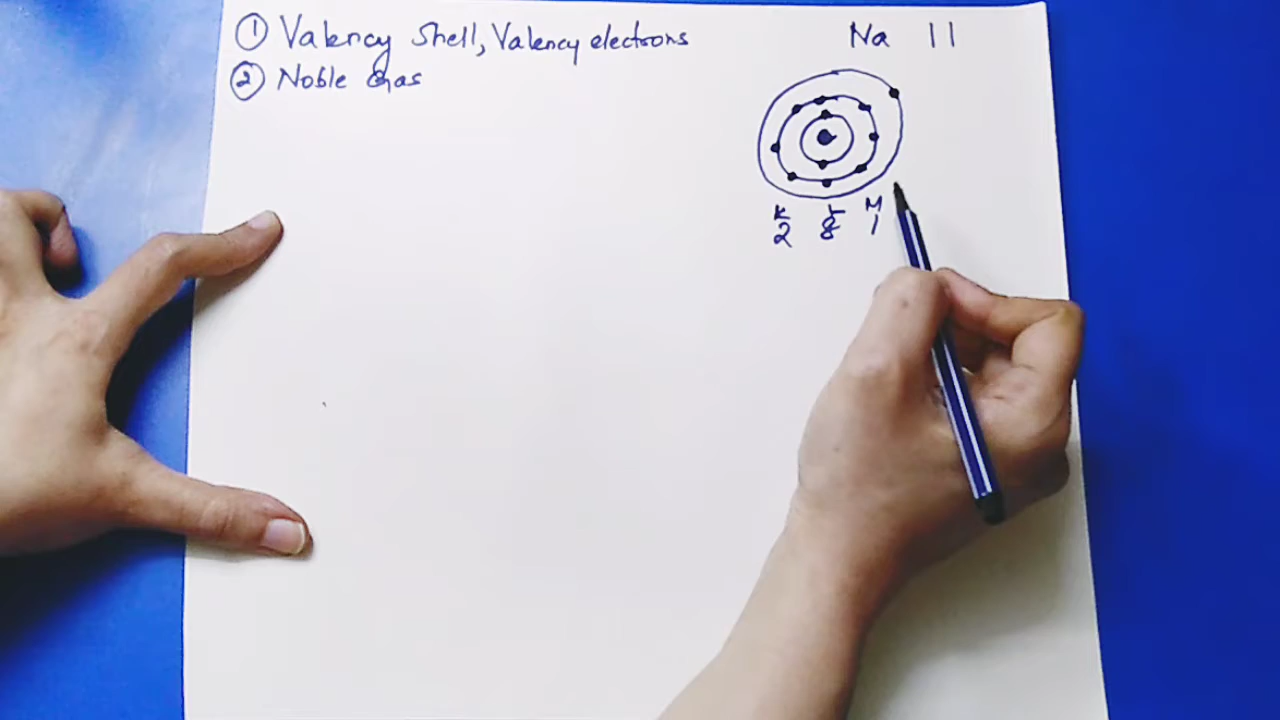 ① Valency Shell, Valency electrons
Na 11
② Noble Gas
K L M
2 8 1